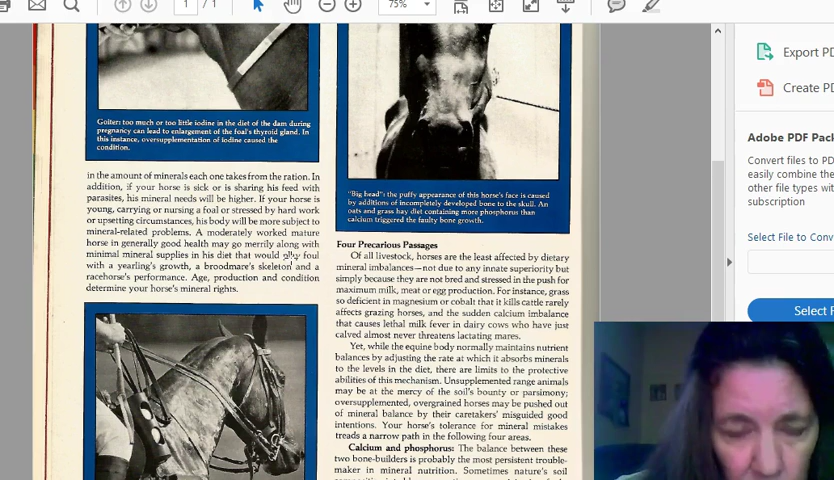 1 / 1
75%
Goiter: too much or too little iodine in the diet of the dam during
pregnancy can lead to enlargement of the foal's thyroid gland. In
this instance, oversupplementation of iodine caused the
condition.
in the amount of minerals each one takes from the ration. In
addition, if your horse is sick or is sharing his feed with
parasites, his mineral needs will be higher. If your horse is
young, carrying or nursing a foal or stressed by hard work
or upsetting circumstances, his body will be more subject to
mineral-related problems. A moderately worked mature
horse in generally good health may go merrily along with
minimal mineral supplies in his diet that would play foul
with a yearling's growth, a broodmare's skeleton and a
racehorse's performance. Age, production and condition
determine your horse's mineral rights.
"Big head": the puffy appearance of this horse's face is caused
by additions of incompletely developed bone to the skull. An
oats and grass hay diet containing more phosphorus than
calcium triggered the faulty bone growth.
Four Precarious Passages
Of all livestock, horses are the least affected by dietary
mineral imbalances—not due to any innate superiority but
simply because they are not bred and stressed in the push for
maximum milk, meat or egg production. For instance, grass
so deficient in magnesium or cobalt that it kills cattle rarely
affects grazing horses, and the sudden calcium imbalance
that causes lethal milk fever in dairy cows who have just
calved almost never threatens lactating mares.
Yet, while the equine body normally maintains nutrient
balances by adjusting the rate at which it absorbs minerals
to the levels in the diet, there are limits to the protective
abilities of this mechanism. Unsupplemented range animals
may be at the mercy of the soil's bounty or parsimony;
oversupplemented, overgrained horses may be pushed out
of mineral balance by their caretakers' misguided good
intentions. Your horse's tolerance for mineral mistakes
treads a narrow path in the following four areas.
Calcium and phosphorus: The balance between these
two bone-builders is probably the most persistent trouble-
maker in mineral nutrition. Sometimes nature's soil
Export PD
Create PD
Adobe PDF Pack
Convert files to PD
easily combine the
other file types wit
subscription
Select File to Conv
Select F